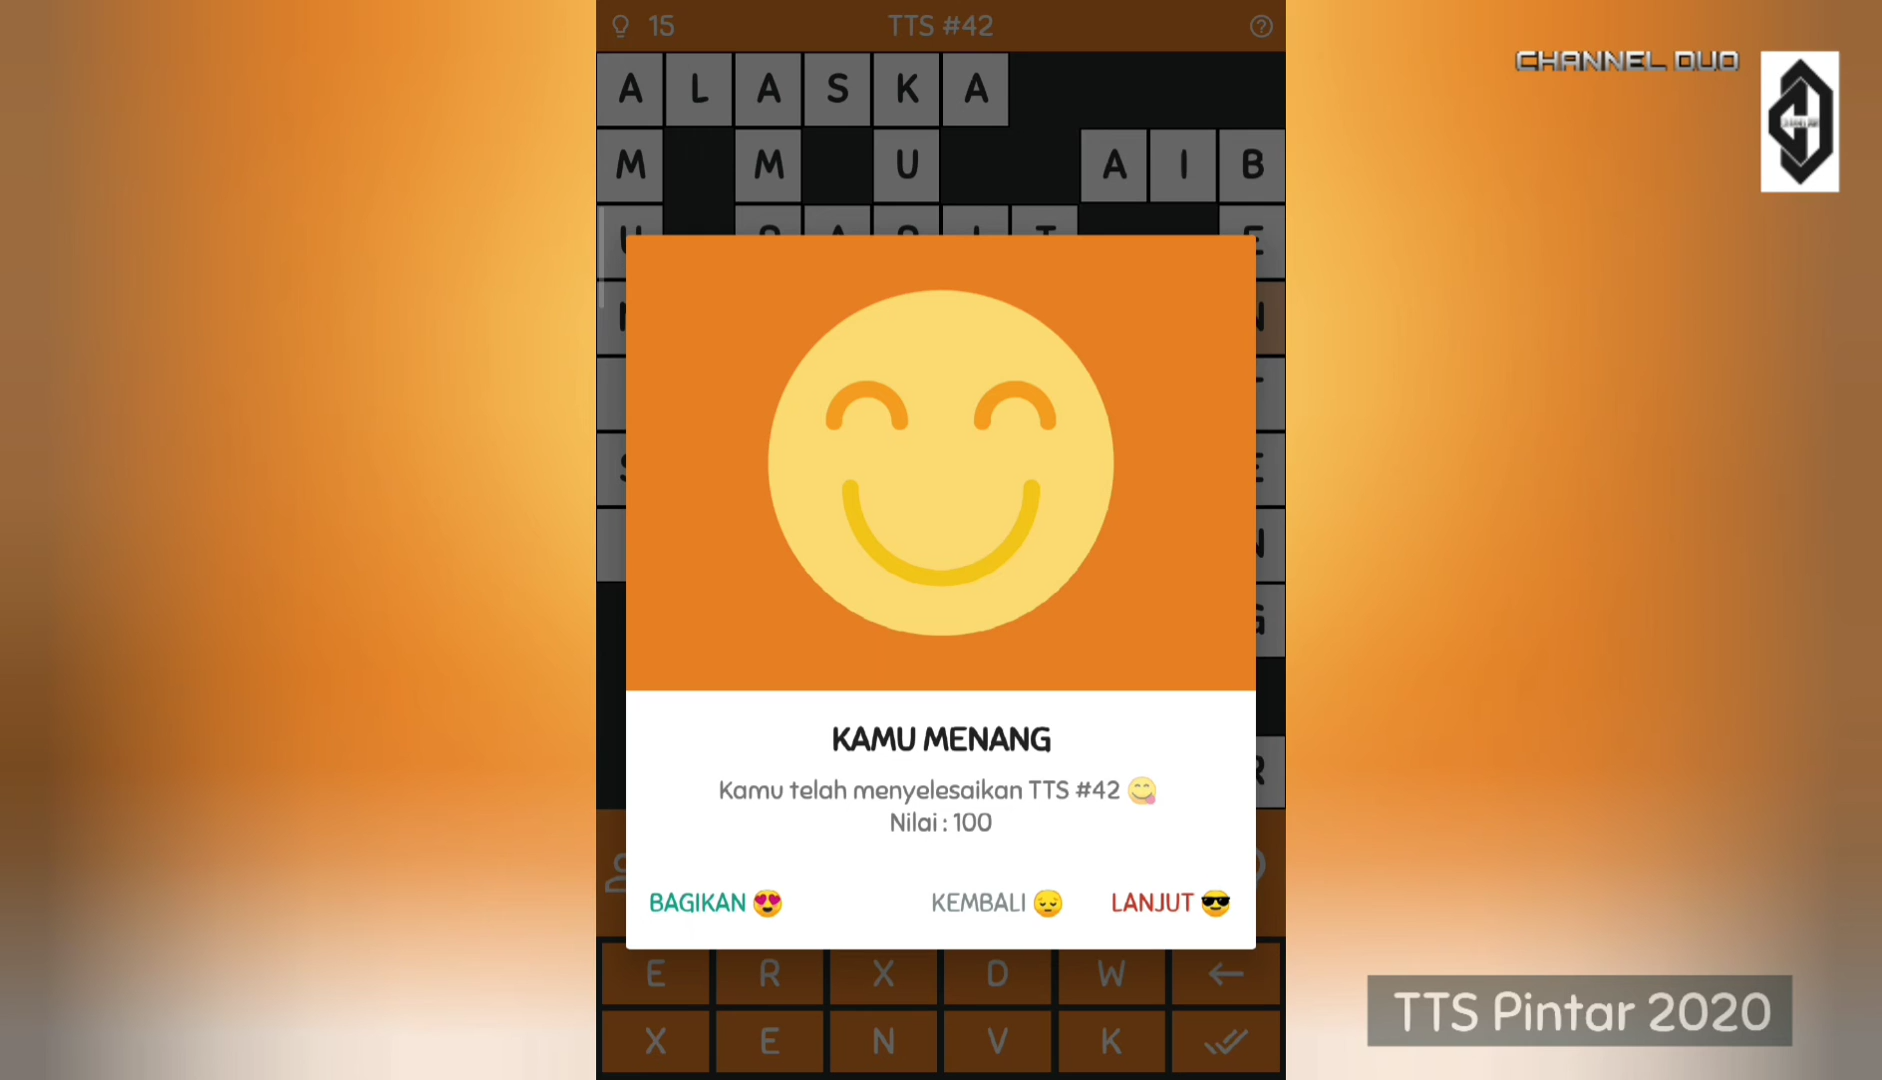 15 TTS #42
CHANNEL DUO
A L A S K A
M M U A I B
KAMU MENANG
Kamu telah menyelesaikan TTS #42
Nilai : 100
BAGIKAN KEMBALI LANJUT
E R X D W
X E N V K
TTS Pintar 2020